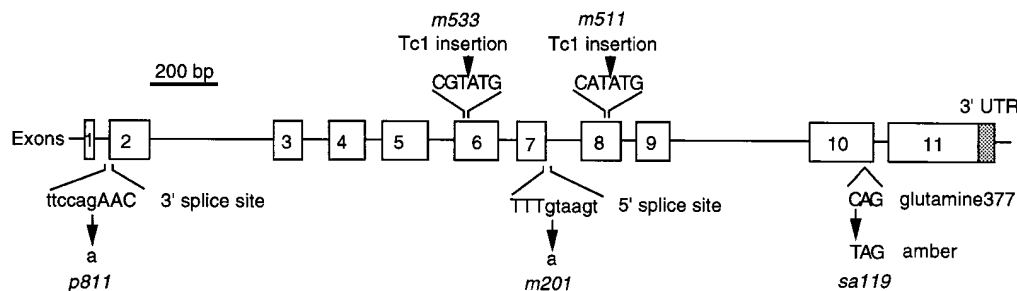 m533
m511
Tc1 insertion
Tc1 insertion
200 bp
CGTATG
CATATG
3' UTR
Exons
1
2
3
4
5
6
7
8
9
10
11
ttccagAAC
3' splice site
TTTgtaagt
5' splice site
CAG
glutamine377
a
a
TAG
amber
p811
m201
sa119